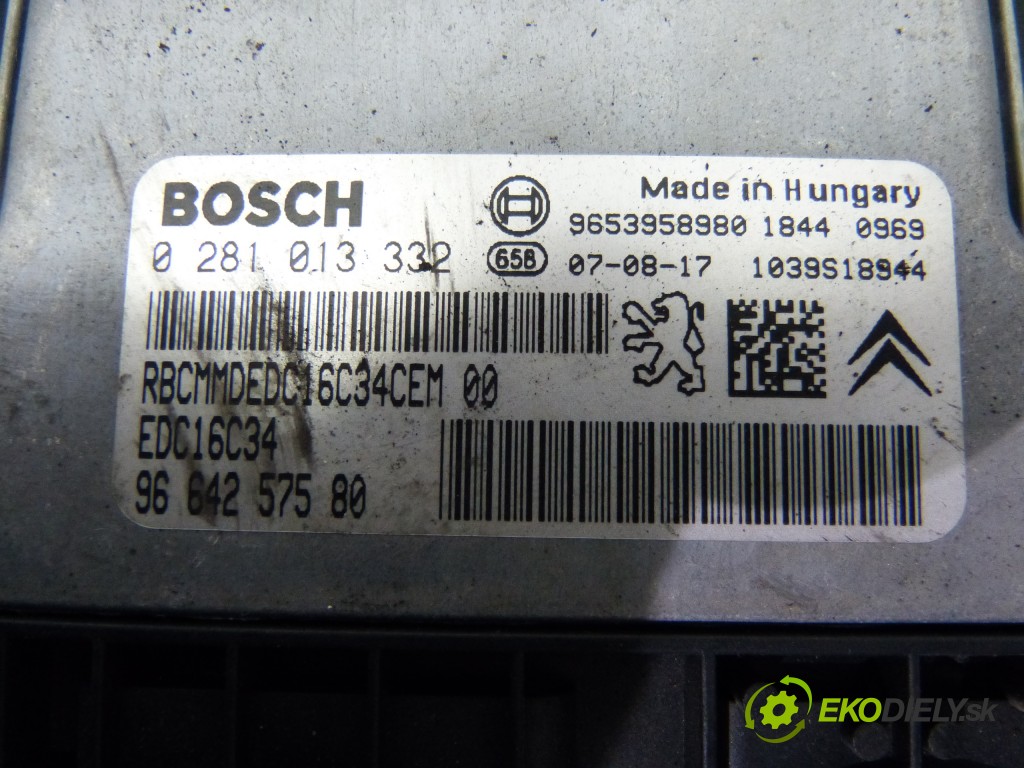 BOSCH
Made in Hungary
9653958980 1844 0969
0 281 013 332
658
07-08-17 1039S18944
RBCMMDEDC16C34CEM 00
EDC16C34
96 642 575 80
EKODIELY.sk